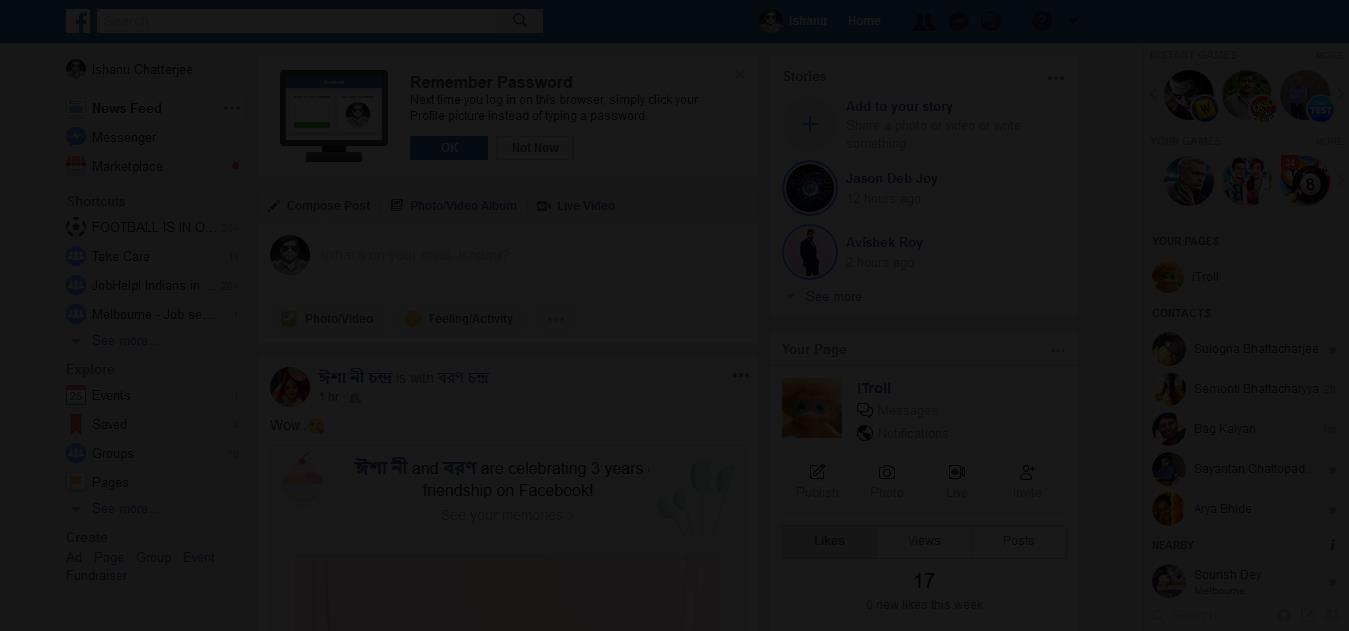 Search
Ishanu
Home
Ishanu Chatterjee
News Feed
Messenger
Marketplace
Shortcuts
FOOTBALL IS IN O... 20+
Take Care
JobHelp! Indians in ... 20+
Melbourne - Job se... 1
See more...
Explore
Events 1
Saved
Groups
Pages
See more...
Create
Ad Page Group Event
Fundraiser
Remember Password
Next time you log in on this browser, simply click your
Profile picture instead of typing a password.
OK
Not Now
Compose Post
Photo/Video Album
Live Video
What's on your mind, Ishanu?
Photo/Video
Feeling/Activity
ঈশা নী চন্দ্র is with বরণ চন্দ্র
1 hr
Wow..
ঈশা নী and বরণ are celebrating 3 years
friendship on Facebook!
See your memories >
Stories
Add to your story
Share a photo or video or write
something
Jason Deb Joy
12 hours ago
Avishek Roy
2 hours ago
See more
Your Page
ITroll
Messages
Notifications
Publish
Photo
Live
Invite
Likes
Views
Posts
17
0 new likes this week
INSTANT GAMES
MORE
W
TEST
YOUR GAMES
MORE
8
YOUR PAGES
ITroll
CONTACTS
Sulogna Bhattacharjee
Semonti Bhattacharyya
Bag Kalyan
Sayantan Chattopad...
Arya Bhide
NEARBY
Sourish Dey
Melbourne
Search